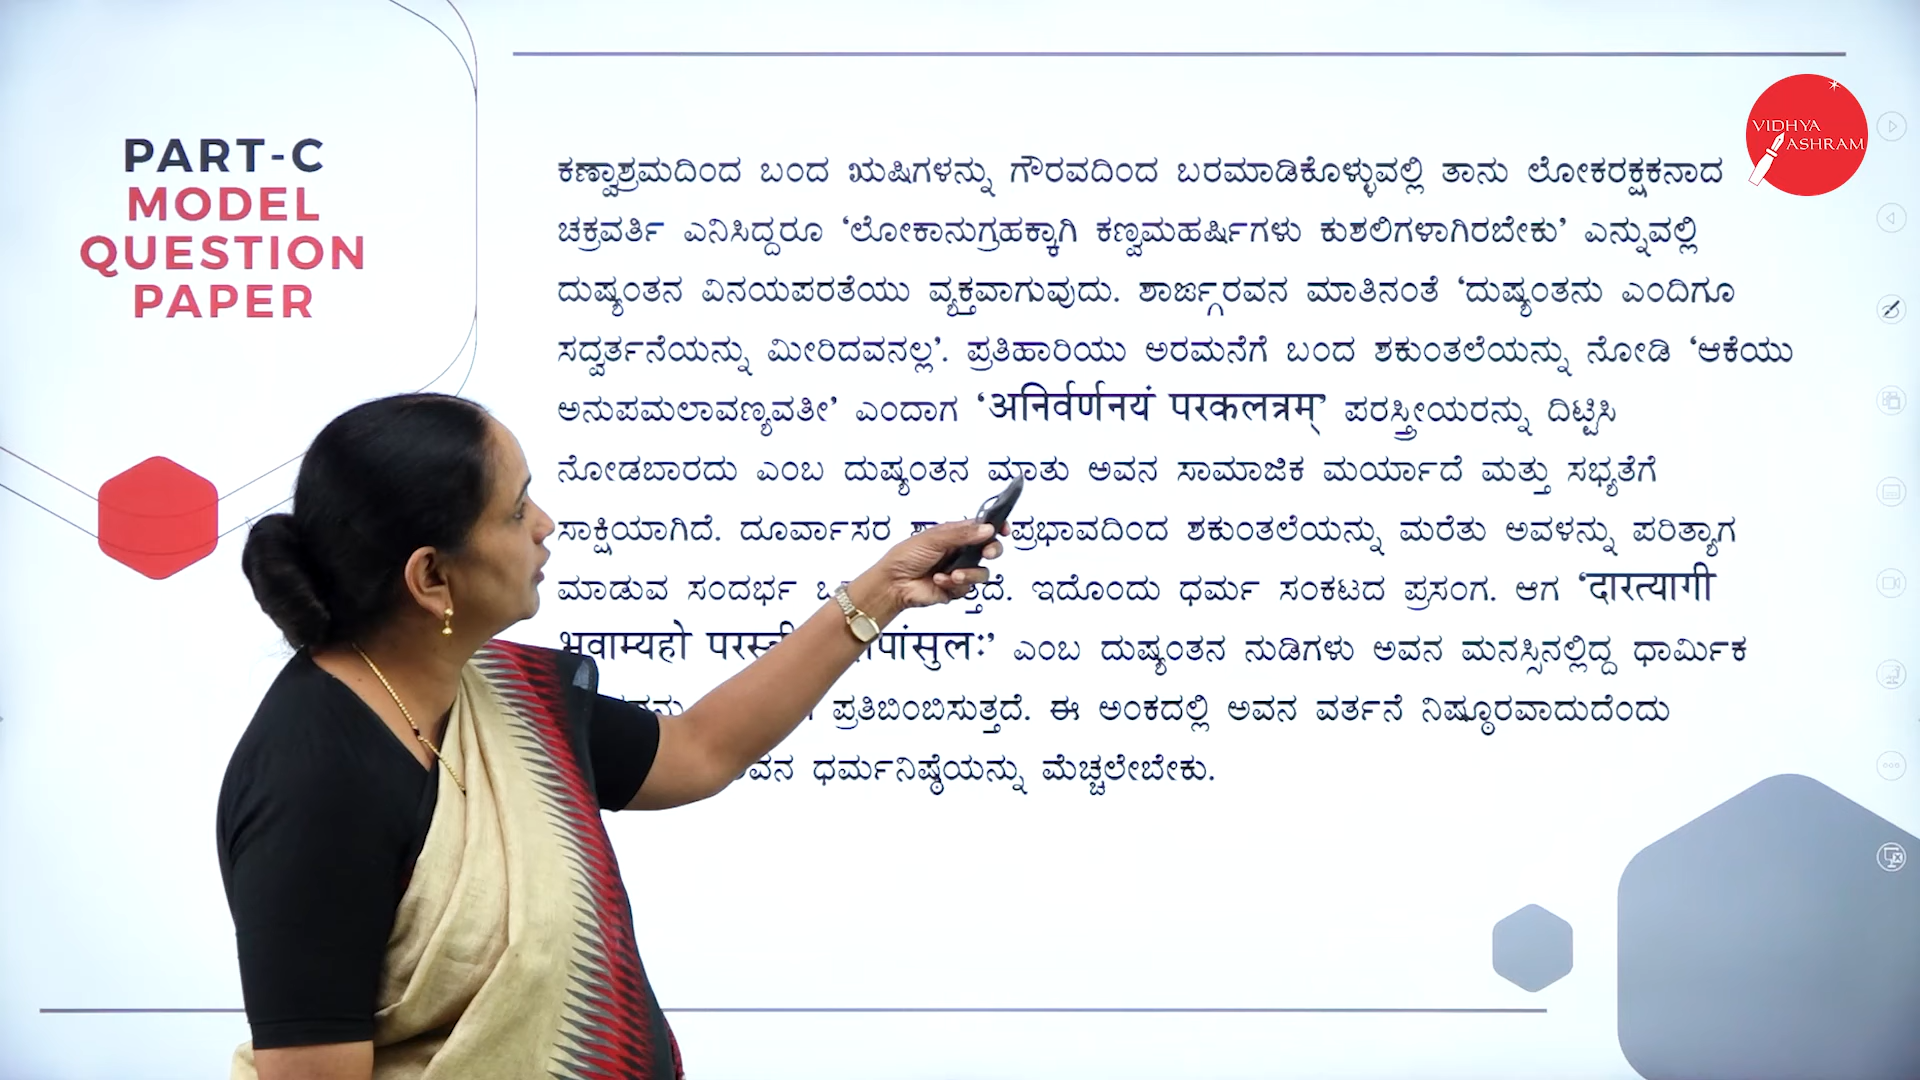 PART-C
MODEL
QUESTION
PAPER
VIDHYA
ASHRAM
ಕಣ್ವಾಶ್ರಮದಿಂದ ಬಂದ ಋಷಿಗಳನ್ನು ಗೌರವದಿಂದ ಬರಮಾಡಿಕೊಳ್ಳುವಲ್ಲಿ ತಾನು ಲೋಕರಕ್ಷಕನಾದ
ಚಕ್ರವರ್ತಿ ಎನಿಸಿದ್ದರೂ ‘ಲೋಕಾನುಗ್ರಹಕ್ಕಾಗಿ ಕಣ್ವಮಹರ್ಷಿಗಳು ಕುಶಲಿಗಳಾಗಿರಬೇಕು’ ಎನ್ನುವಲ್ಲಿ
ದುಷ್ಯಂತನ ವಿನಯಪರತೆಯು ವ್ಯಕ್ತವಾಗುವುದು. ಶಾರ್ಙ್ಗರವನ ಮಾತಿನಂತೆ ‘ದುಷ್ಯಂತನು ಎಂದಿಗೂ
ಸದ್ವರ್ತನೆಯನ್ನು ಮೀರಿದವನಲ್ಲ’. ಪ್ರತಿಹಾರಿಯು ಅರಮನೆಗೆ ಬಂದ ಶಕುಂತಲೆಯನ್ನು ನೋಡಿ ‘ಆಕೆಯು
ಅನುಪಮಲಾವಣ್ಯವತೀ’ ಎಂದಾಗ ‘अनिर्वर्णनयं परकलत्रम्’ ಪರಸ್ತ್ರೀಯರನ್ನು ದಿಟ್ಟಿಸಿ
ನೋಡಬಾರದು ಎಂಬ ದುಷ್ಯಂತನ ಮಾತು ಅವನ ಸಾಮಾಜಿಕ ಮರ್ಯಾದೆ ಮತ್ತು ಸಭ್ಯತೆಗೆ
ಸಾಕ್ಷಿಯಾಗಿದೆ. ದೂರ್ವಾಸರ ಪ್ರಭಾವದಿಂದ ಶಕುಂತಲೆಯನ್ನು ಮರೆತು ಅವಳನ್ನು ಪರಿತ್ಯಾಗ
ಮಾಡುವ ಸಂದರ್ಭ ಇದೊಂದು ಧರ್ಮ ಸಂಕಟದ ಪ್ರಸಂಗ. ಆಗ ‘दारत्यागी
भवाम्यहो ಎಂಬ ದುಷ್ಯಂತನ ನುಡಿಗಳು ಅವನ ಮನಸ್ಸಿನಲ್ಲಿದ್ದ ಧಾರ್ಮಿಕ
ಪ್ರತಿಬಿಂಬಿಸುತ್ತದೆ. ಈ ಅಂಕದಲ್ಲಿ ಅವನ ವರ್ತನೆ ನಿಷ್ಠೂರವಾದುದೆಂದು
ಧರ್ಮನಿಷ್ಠೆಯನ್ನು ಮೆಚ್ಚಲೇಬೇಕು.